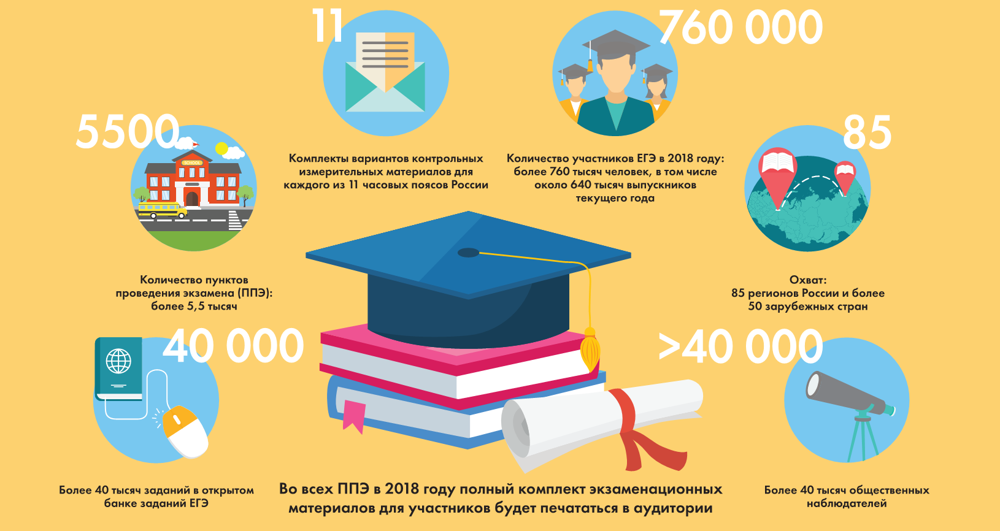 11
Комплекты вариантов контрольных
измерительных материалов для
каждого из 11 часовых поясов России
760 000
Количество участников ЕГЭ в 2018 году:
более 760 тысяч человек, в том числе
около 640 тысяч выпускников
текущего года
5500
SCHOOL
Количество пунктов
проведения экзамена (ППЭ):
более 5,5 тысяч
85
Охват:
85 регионов России и более
50 зарубежных стран
40 000
Более 40 тысяч заданий в открытом
банке заданий ЕГЭ
>40 000
Более 40 тысяч общественных
наблюдателей
Во всех ППЭ в 2018 году полный комплект экзаменационных
материалов для участников будет печататься в аудитории